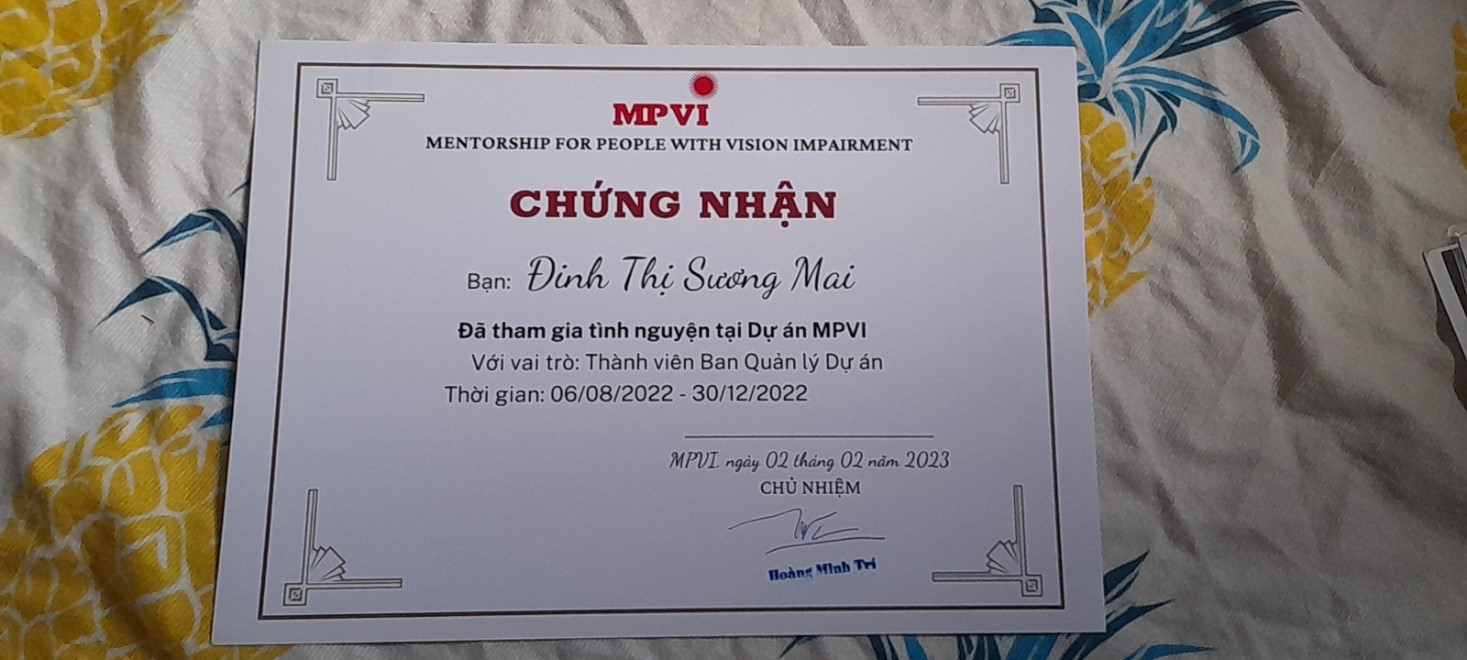 MPVI
MENTORSHIP FOR PEOPLE WITH VISION IMPAIRMENT
CHỨNG NHẬN
Bạn: Đinh Thị Sương Mai
Đã tham gia tình nguyện tại Dự án MPVI
Với vai trò: Thành viên Ban Quản lý Dự án
Thời gian: 06/08/2022 - 30/12/2022
MPVI. ngày 02 tháng 02 năm 2023
CHỦ NHIỆM
Hoàng Minh Trí